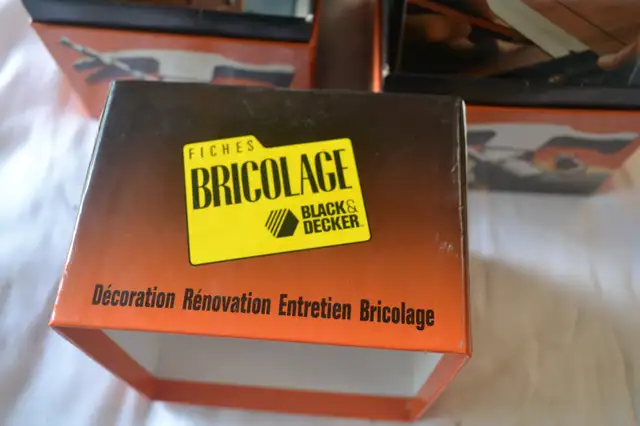 FICHES
BRICOLAGE
BLACK&
DECKER
Décoration Rénovation Entretien Bricolage